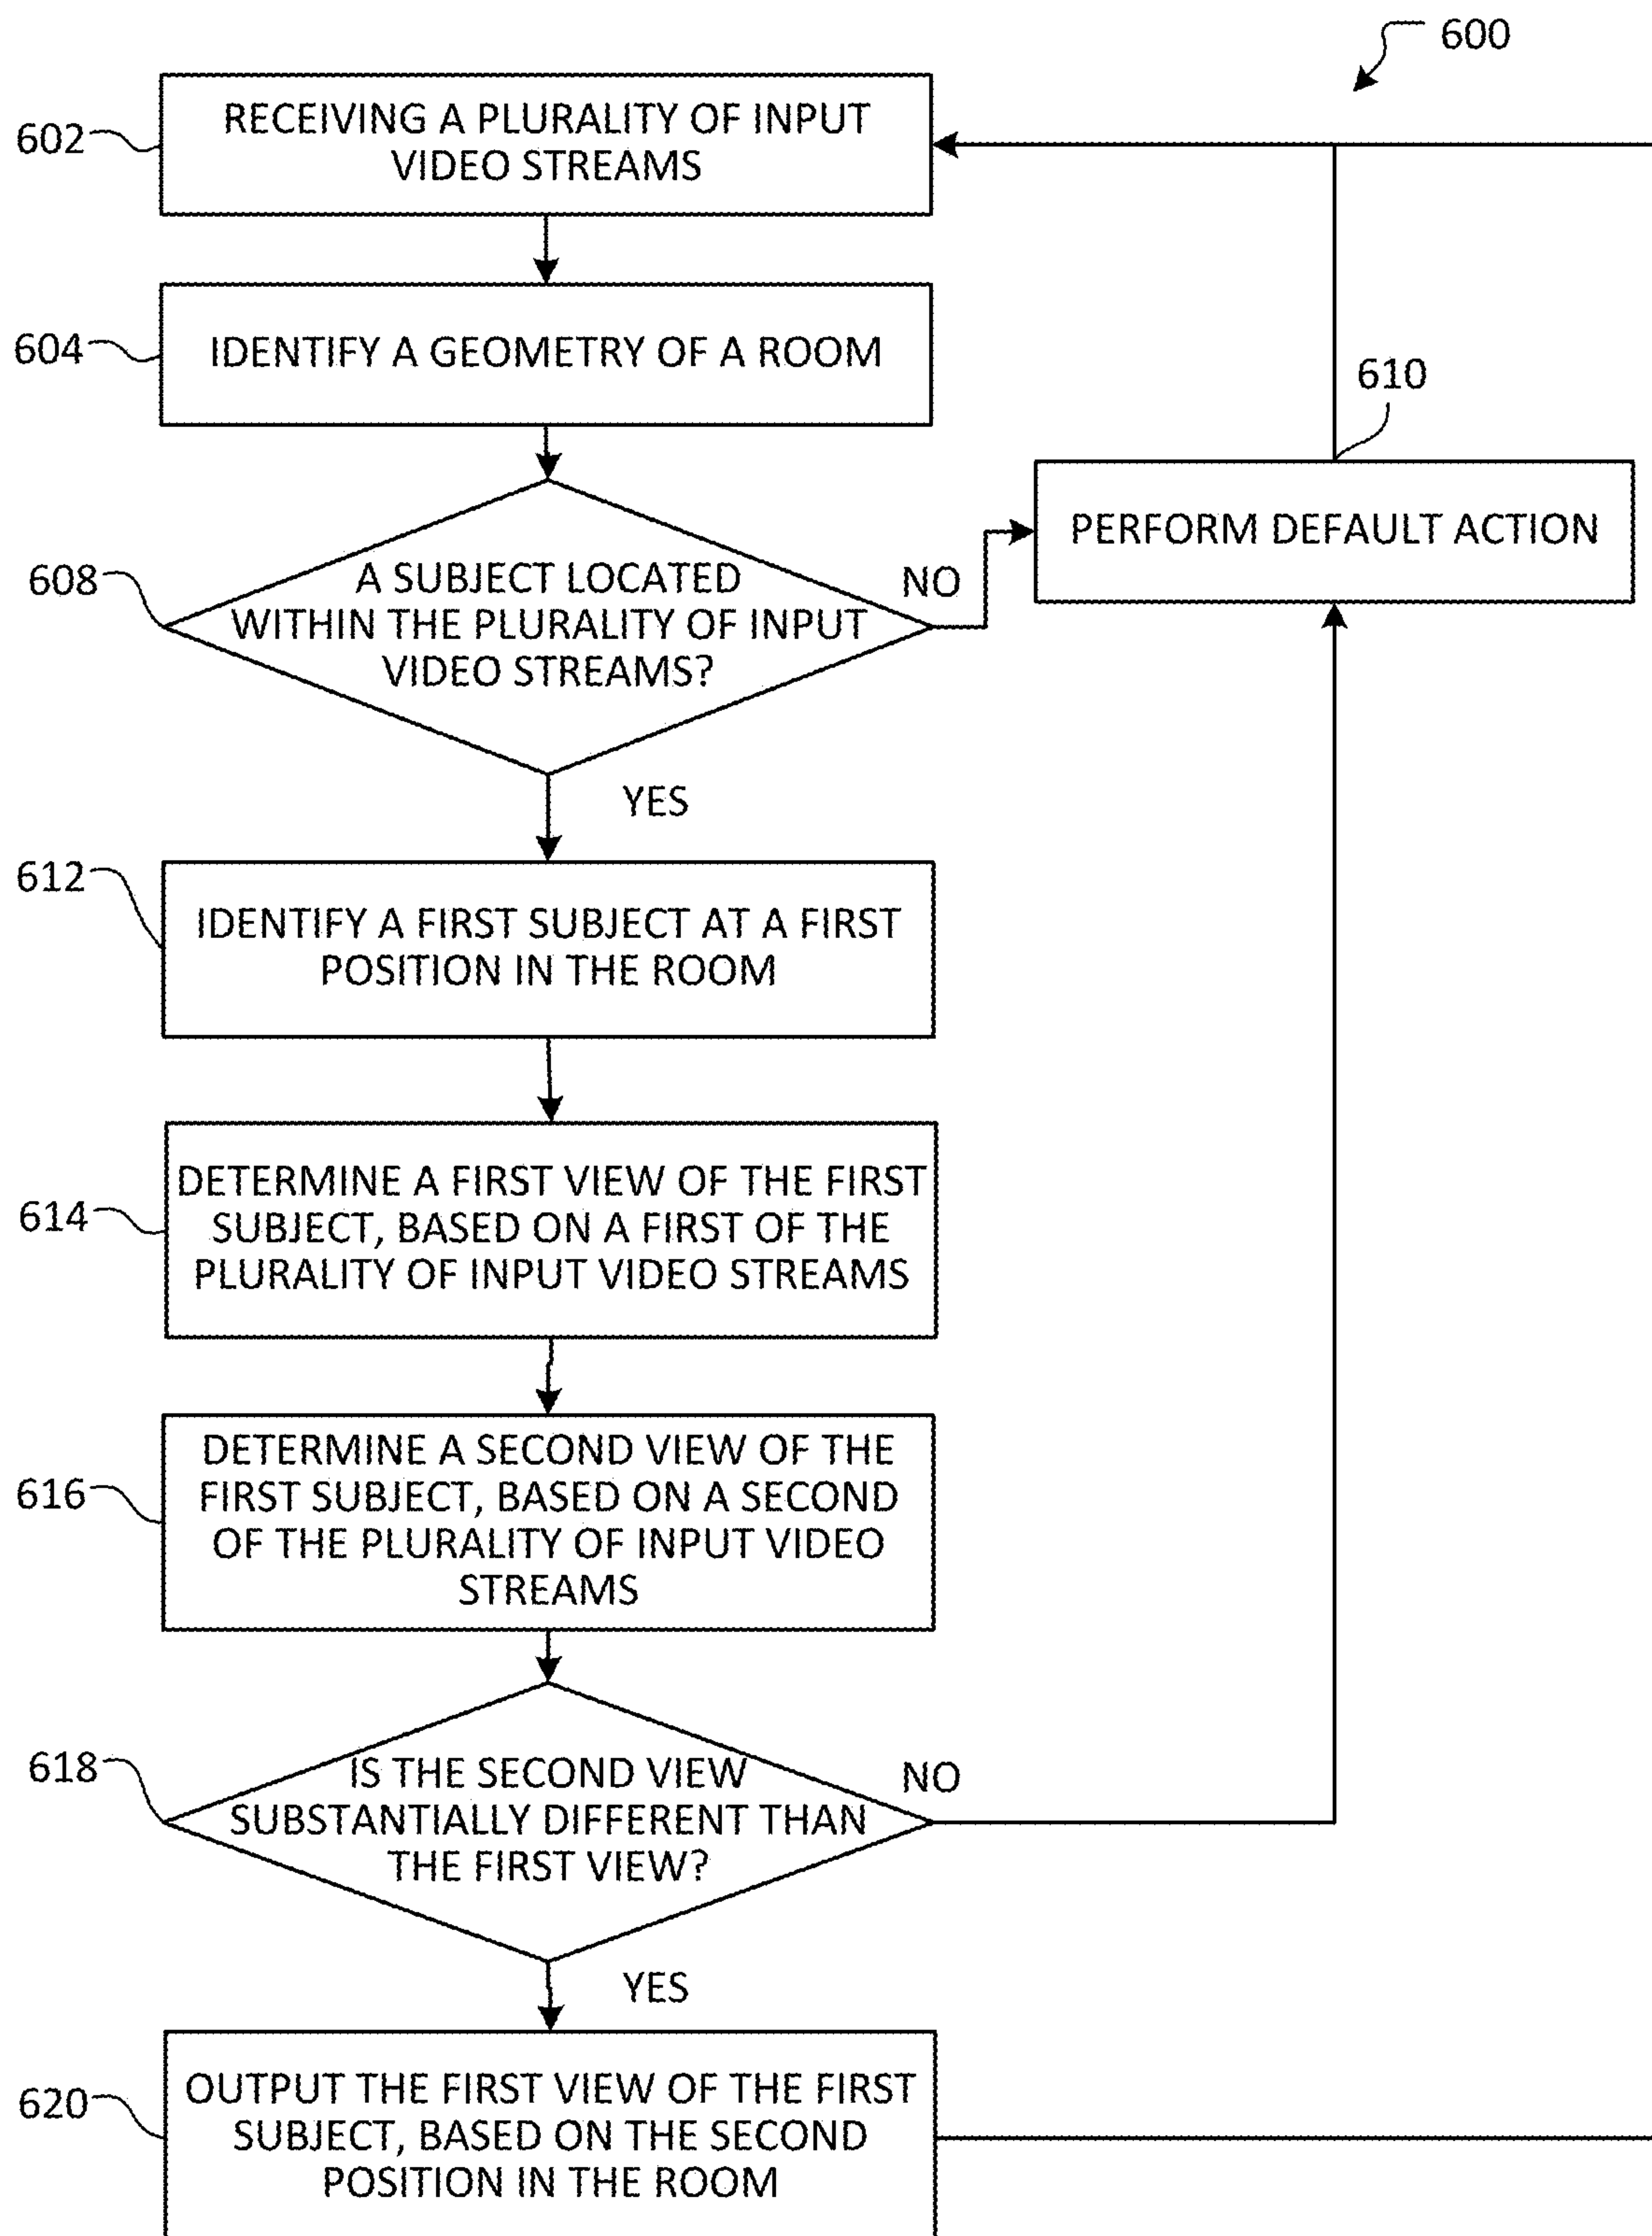 600
602
RECEIVING A PLURALITY OF INPUT
VIDEO STREAMS
604
IDENTIFY A GEOMETRY OF A ROOM
610
PERFORM DEFAULT ACTION
608
A SUBJECT LOCATED
WITHIN THE PLURALITY OF INPUT
VIDEO STREAMS?
NO
YES
612
IDENTIFY A FIRST SUBJECT AT A FIRST
POSITION IN THE ROOM
614
DETERMINE A FIRST VIEW OF THE FIRST
SUBJECT, BASED ON A FIRST OF THE
PLURALITY OF INPUT VIDEO STREAMS
616
DETERMINE A SECOND VIEW OF THE
FIRST SUBJECT, BASED ON A SECOND
OF THE PLURALITY OF INPUT VIDEO
STREAMS
618
IS THE SECOND VIEW
SUBSTANTIALLY DIFFERENT THAN
THE FIRST VIEW?
NO
YES
620
OUTPUT THE FIRST VIEW OF THE FIRST
SUBJECT, BASED ON THE SECOND
POSITION IN THE ROOM